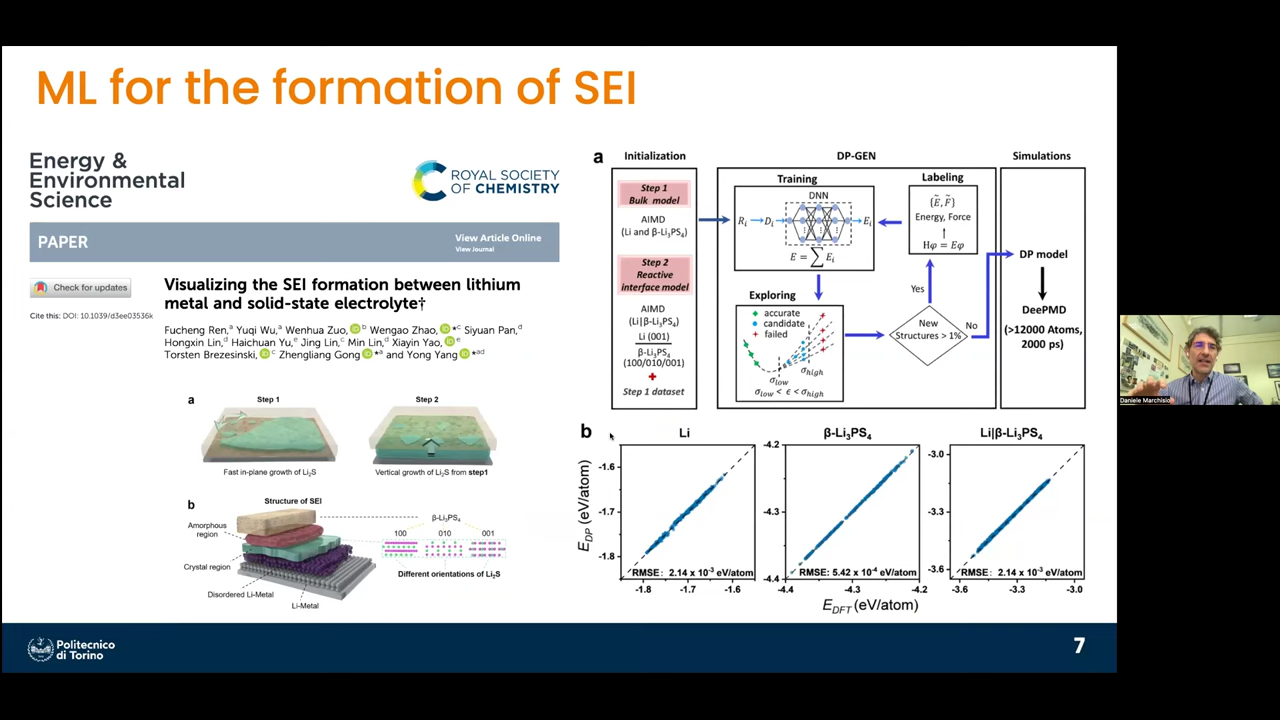 ML for the formation of SEI
Energy &
Environmental
Science
ROYAL SOCIETY
OF CHEMISTRY
PAPER
View Article Online
View Journal
Check for updates
Cite this: DOI: 10.1039/d3ee03536k
Visualizing the SEI formation between lithium
metal and solid-state electrolyte†
Fucheng Ren,ᵃ Yuqi Wu,ᵃ Wenhua Zuo, iD ᵇ Wengao Zhao, iD *ᶜ Siyuan Pan,ᵈ
Hongxin Lin,ᵈ Haichuan Yu,ᵉ Jing Lin,ᶜ Min Lin,ᵈ Xiayin Yao, iD ᵉ
Torsten Brezesinski, iD ᶜ Zhengliang Gong iD *ᵃ and Yong Yang iD *ᵃᵈ
a
Step 1
Step 2
Fast in-plane growth of Li₂S
Vertical growth of Li₂S from step1
b
Structure of SEI
Amorphous
region
Crystal region
Disordered Li-Metal
Li-Metal
β-Li₃PS₄
100 010 001
Different orientations of Li₂S
a
Initialization
DP-GEN
Simulations
Step 1
Bulk model
AIMD
(Li and β-Li₃PS₄)
Step 2
Reactive
interface model
AIMD
(Li|β-Li₃PS₄)
Li (001)
β-Li₃PS₄
(100/010/001)
+
Step 1 dataset
Training
DNN
Rᵢ → Dᵢ → Eᵢ
E = ∑ Eᵢ
Labeling
{Ẽ, F̃}
Energy, Force
↑
Hφ = Eφ
Exploring
accurate
candidate
failed
σ_low
σ_high
σ_low < ϵ < σ_high
Yes
New
Structures > 1%
No
DP model
DeePMD
(>12000 Atoms,
2000 ps)
b
Li
β-Li₃PS₄
Li|β-Li₃PS₄
E_DP (eV/atom)
-1.6
-1.7
-1.8
RMSE: 2.14 x 10⁻³ eV/atom
-1.8 -1.7 -1.6
-4.2
-4.3
-4.4
RMSE: 5.42 x 10⁻⁴ eV/atom
-4.4 -4.3 -4.2
-3.0
-3.3
-3.6
RMSE: 2.14 x 10⁻³ eV/atom
-3.6 -3.3 -3.0
E_DFT (eV/atom)
Politecnico
di Torino
7
Daniele Marchisio